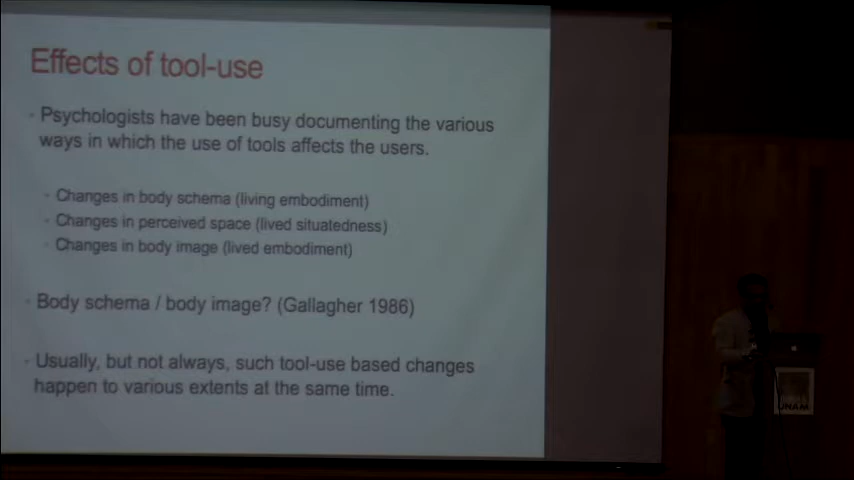 Effects of tool-use
- Psychologists have been busy documenting the various
ways in which the use of tools affects the users.
- Changes in body schema (living embodiment)
- Changes in perceived space (lived situatedness)
- Changes in body image (lived embodiment)
- Body schema / body image? (Gallagher 1986)
- Usually, but not always, such tool-use based changes
happen to various extents at the same time.
UNAM